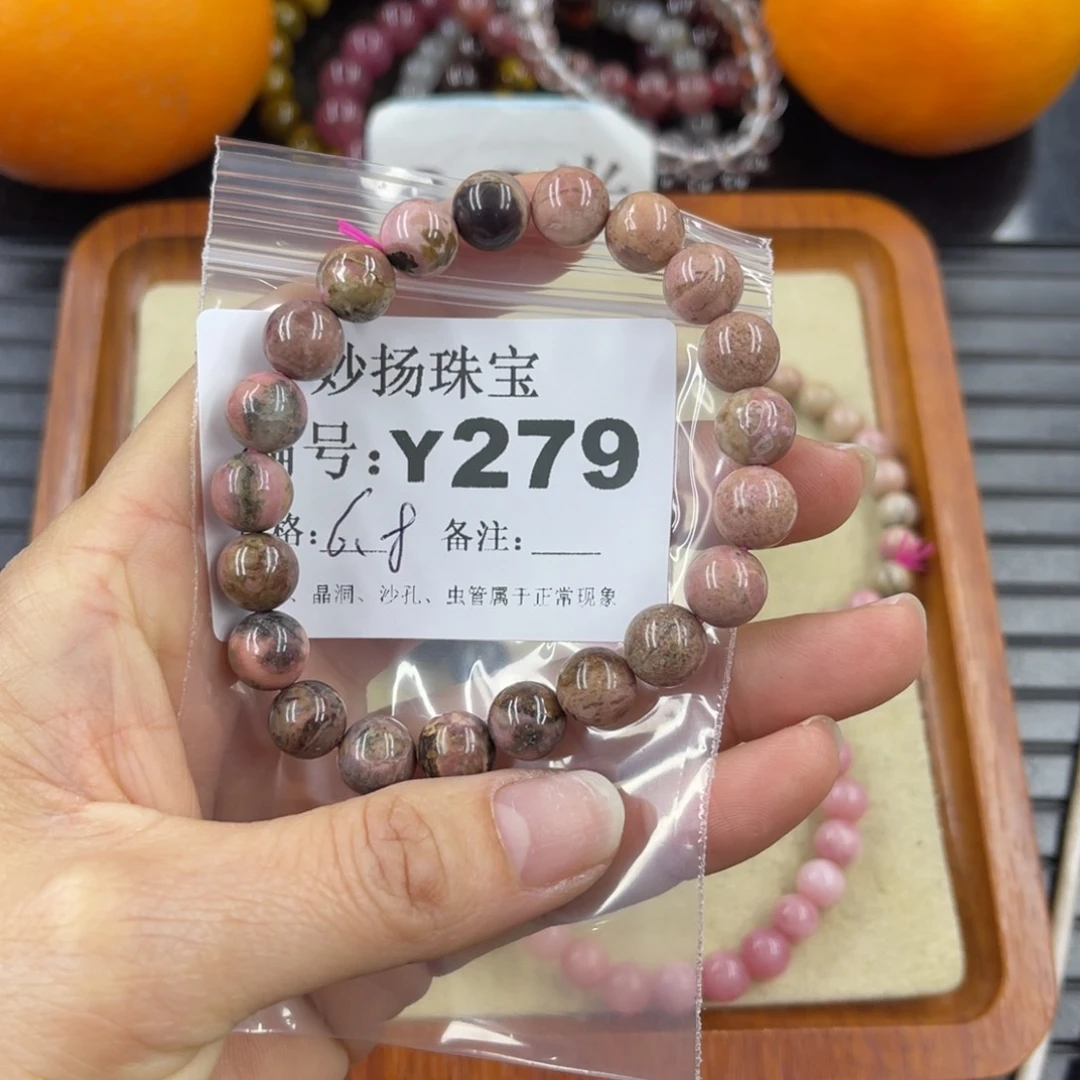 妙扬珠宝
编号:Y279
格:6.8 备注:
、晶洞、沙孔、虫管属于正常现象